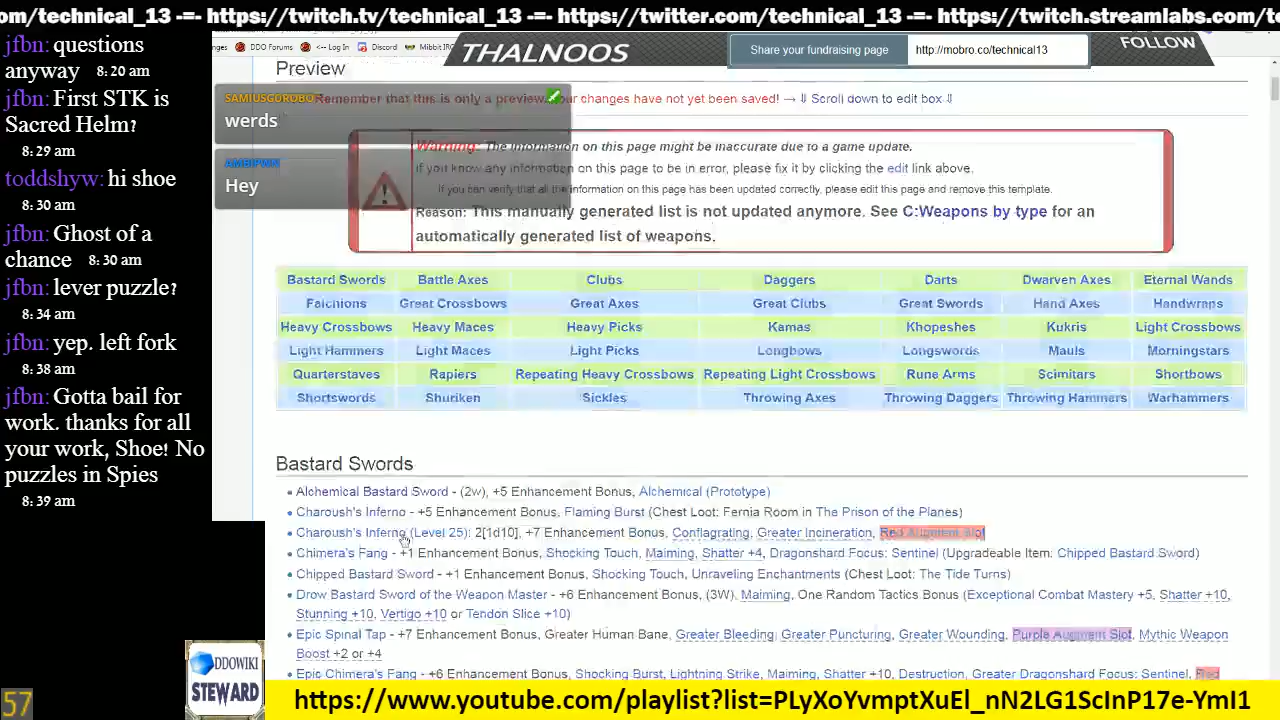 om/technical_13 -=- https://twitch.tv/technical_13 -=- https://twitter.com/technical_13 -=- https://twitch.streamlabs.com/te
jfbn: questions
anyway 8:20 am
jfbn: First STK is
Sacred Helm?
8:29 am
toddshyw: hi shoe
8:30 am
jfbn: Ghost of a
chance 8:30 am
jfbn: lever puzzle?
8:34 am
jfbn: yep. left fork
8:38 am
jfbn: Gotta bail for
work. thanks for all
your work, Shoe! No
puzzles in Spies
8:39 am
nges DDO Forums <-- Log In Discord Mibbit IRC
THALNOOS
Share your fundraising page http://mobro.co/technical13
FOLLOW
Preview
SAMIUSGUROBO
werds
AMBIPWN
Hey
Remember that this is only a preview. Your changes have not yet been saved! → ⇓ Scroll down to edit box ⇓
Warning: The information on this page might be inaccurate due to a game update.
If you know any information on this page to be in error, please fix it by clicking the edit link above.
If you can verify that all the information on this page has been updated correctly, please edit this page and remove this template.
Reason: This manually generated list is not updated anymore. See C:Weapons by type for an
automatically generated list of weapons.
Bastard Swords Battle Axes Clubs Daggers Darts Dwarven Axes Eternal Wands
Falchions Great Crossbows Great Axes Great Clubs Great Swords Hand Axes Handwraps
Heavy Crossbows Heavy Maces Heavy Picks Kamas Khopeshes Kukris Light Crossbows
Light Hammers Light Maces Light Picks Longbows Longswords Mauls Morningstars
Quarterstaves Rapiers Repeating Heavy Crossbows Repeating Light Crossbows Rune Arms Scimitars Shortbows
Shortswords Shuriken Sickles Throwing Axes Throwing Daggers Throwing Hammers Warhammers
Bastard Swords
Alchemical Bastard Sword - (2w), +5 Enhancement Bonus, Alchemical (Prototype)
Charoush's Inferno - +5 Enhancement Bonus, Flaming Burst (Chest Loot: Fernia Room in The Prison of the Planes)
Charoush's Inferno (Level 25): 2[1d10], +7 Enhancement Bonus, Conflagrating, Greater Incineration, Red Augment Slot
Chimera's Fang - +1 Enhancement Bonus, Shocking Touch, Maiming, Shatter +4, Dragonshard Focus: Sentinel (Upgradeable Item: Chipped Bastard Sword)
Chipped Bastard Sword - +1 Enhancement Bonus, Shocking Touch, Unraveling Enchantments (Chest Loot: The Tide Turns)
Drow Bastard Sword of the Weapon Master - +6 Enhancement Bonus, (3W), Maiming, One Random Tactics Bonus (Exceptional Combat Mastery +5, Shatter +10,
Stunning +10, Vertigo +10 or Tendon Slice +10)
Epic Spinal Tap - +7 Enhancement Bonus, Greater Human Bane, Greater Bleeding, Greater Puncturing, Greater Wounding, Purple Augment Slot, Mythic Weapon
Boost +2 or +4
Epic Chimera's Fang - +6 Enhancement Bonus, Shocking Burst, Lightning Strike, Maiming, Shatter +10, Destruction, Greater Dragonshard Focus: Sentinel, Red
DDOWIKI
STEWARD
57
https://www.youtube.com/playlist?list=PLyXoYvmptXuEl_nN2LG1ScInP17e-YmI1